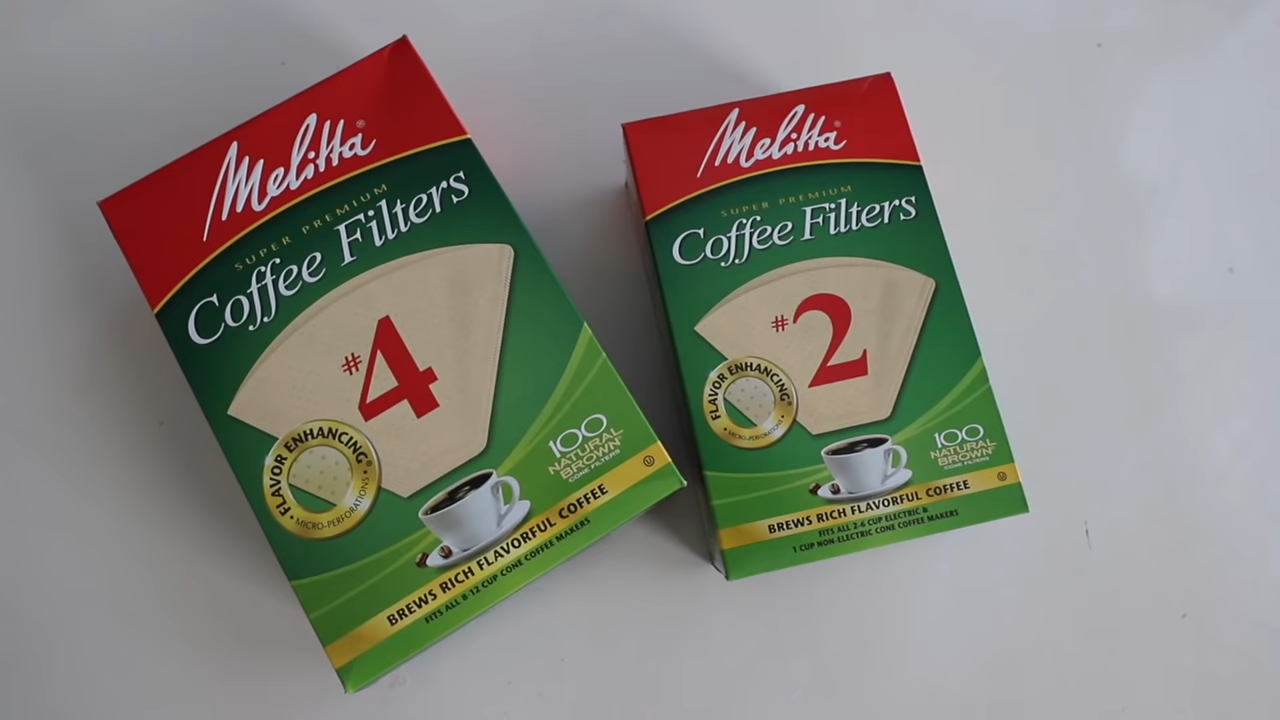 Melitta®
SUPER PREMIUM
Coffee Filters
#4
FLAVOR ENHANCING®
• MICRO-PERFORATIONS •
100
NATURAL
BROWN™
CONE FILTERS
BREWS RICH FLAVORFUL COFFEE
FITS ALL 8-12 CUP CONE COFFEE MAKERS
Melitta®
SUPER PREMIUM
Coffee Filters
#2
FLAVOR ENHANCING®
• MICRO-PERFORATIONS •
100
NATURAL
BROWN™
CONE FILTERS
BREWS RICH FLAVORFUL COFFEE
FITS ALL 2-6 CUP ELECTRIC &
1 CUP NON-ELECTRIC CONE COFFEE MAKERS